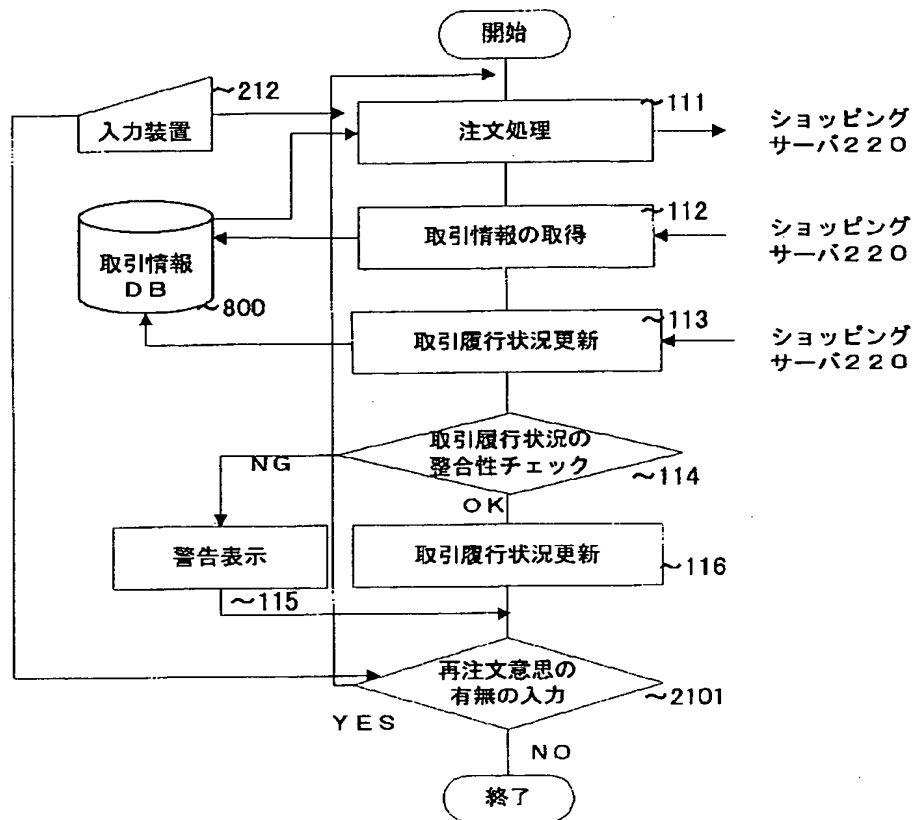 開始
～212
入力装置
～111
注文処理
ショッピング
サーバ２２０
～112
取引情報の取得
ショッピング
サーバ２２０
取引情報
ＤＢ
～800
～113
取引履行状況更新
ショッピング
サーバ２２０
取引履行状況の
整合性チェック
～114
ＮＧ
ＯＫ
警告表示
～115
取引履行状況更新
～116
再注文意思の
有無の入力
～2101
ＹＥＳ
ＮＯ
終了